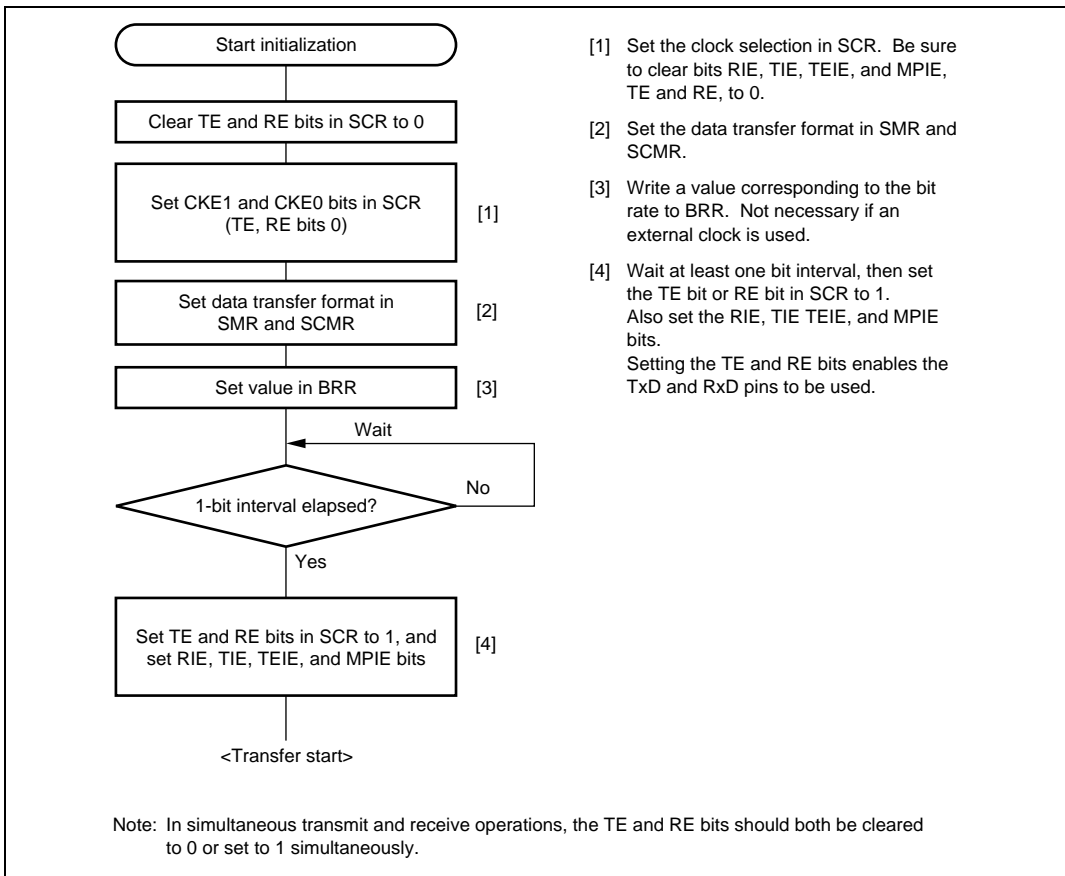 Start initialization
Clear TE and RE bits in SCR to 0
Set CKE1 and CKE0 bits in SCR
(TE, RE bits 0)
[1]
Set data transfer format in
SMR and SCMR
[2]
Set value in BRR
[3]
Wait
No
1-bit interval elapsed?
Yes
Set TE and RE bits in SCR to 1, and
set RIE, TIE, TEIE, and MPIE bits
[4]
<Transfer start>
[1] Set the clock selection in SCR. Be sure
to clear bits RIE, TIE, TEIE, and MPIE,
TE and RE, to 0.
[2] Set the data transfer format in SMR and
SCMR.
[3] Write a value corresponding to the bit
rate to BRR. Not necessary if an
external clock is used.
[4] Wait at least one bit interval, then set
the TE bit or RE bit in SCR to 1.
Also set the RIE, TIE TEIE, and MPIE
bits.
Setting the TE and RE bits enables the
TxD and RxD pins to be used.
Note: In simultaneous transmit and receive operations, the TE and RE bits should both be cleared
to 0 or set to 1 simultaneously.